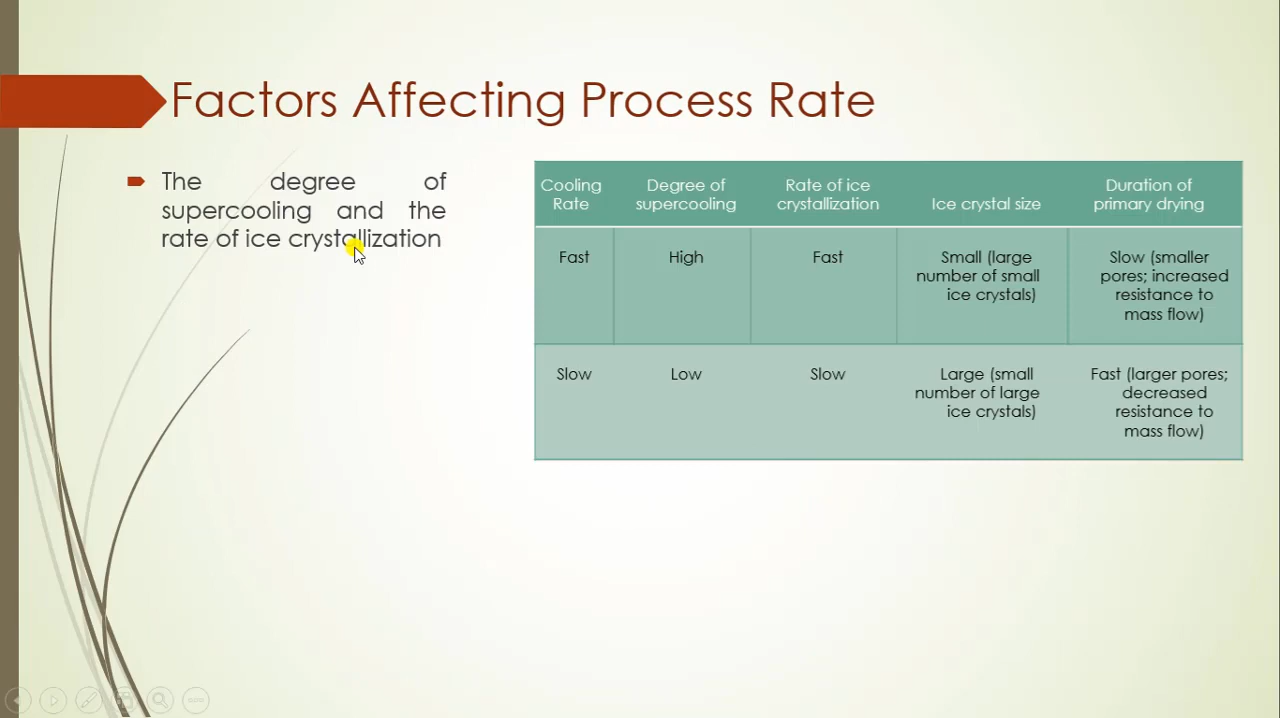 Factors Affecting Process Rate
The degree of
supercooling and the
rate of ice crystallization
Cooling
Rate
Degree of
supercooling
Rate of ice
crystallization
Ice crystal size
Duration of
primary drying
Fast
High
Fast
Small (large
number of small
ice crystals)
Slow (smaller
pores; increased
resistance to
mass flow)
Slow
Low
Slow
Large (small
number of large
ice crystals)
Fast (larger pores;
decreased
resistance to
mass flow)